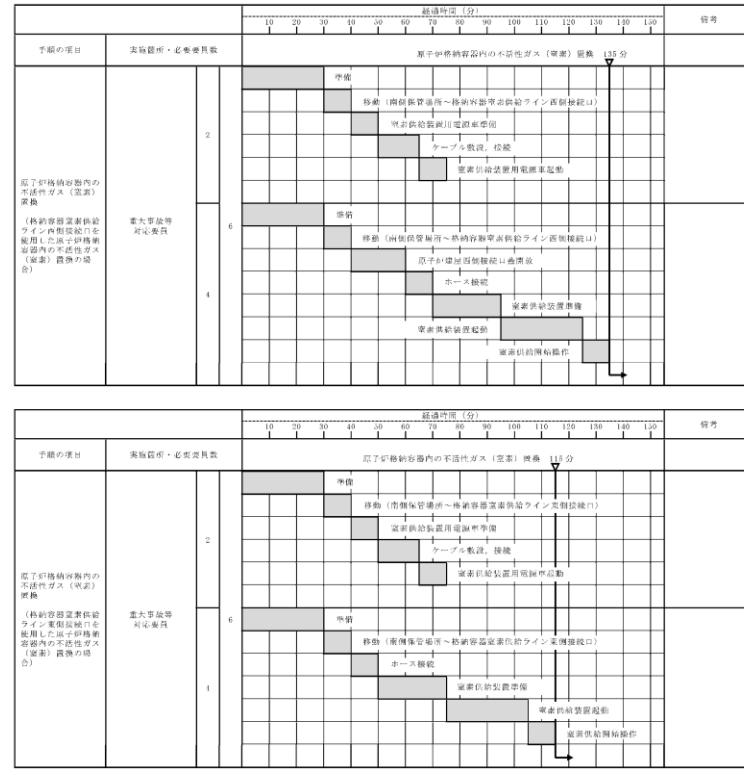 経過時間（分）
10 20 30 40 50 60 70 80 90 100 110 120 130 140 150
備考
手順の項目 実施箇所・必要要員数
原子炉格納容器内の不活性ガス（窒素）置換 135分
原子炉格納容器内の
不活性ガス（窒素）
置換
（格納容器窒素供給
ライン西側接続口を
使用した原子炉格納
容器内の不活性ガス
（窒素）置換の場
合）
重大事故等
対応要員
6
2
準備
移動（南側保管場所～格納容器窒素供給ライン西側接続口）
窒素供給装置用電源車準備
ケーブル敷設，接続
窒素供給装置用電源車起動
4
準備
移動（南側保管場所～格納容器窒素供給ライン西側接続口）
原子炉建屋西側接続口蓋開放
ホース接続
窒素供給装置準備
窒素供給装置起動
窒素供給開始操作
経過時間（分）
10 20 30 40 50 60 70 80 90 100 110 120 130 140 150
備考
手順の項目 実施箇所・必要要員数
原子炉格納容器内の不活性ガス（窒素）置換 115分
原子炉格納容器内の
不活性ガス（窒素）
置換
（格納容器窒素供給
ライン東側接続口を
使用した原子炉格納
容器内の不活性ガス
（窒素）置換の場
合）
重大事故等
対応要員
6
2
準備
移動（南側保管場所～格納容器窒素供給ライン東側接続口）
窒素供給装置用電源車準備
ケーブル敷設，接続
窒素供給装置用電源車起動
4
準備
移動（南側保管場所～格納容器窒素供給ライン東側接続口）
ホース接続
窒素供給装置準備
窒素供給装置起動
窒素供給開始操作